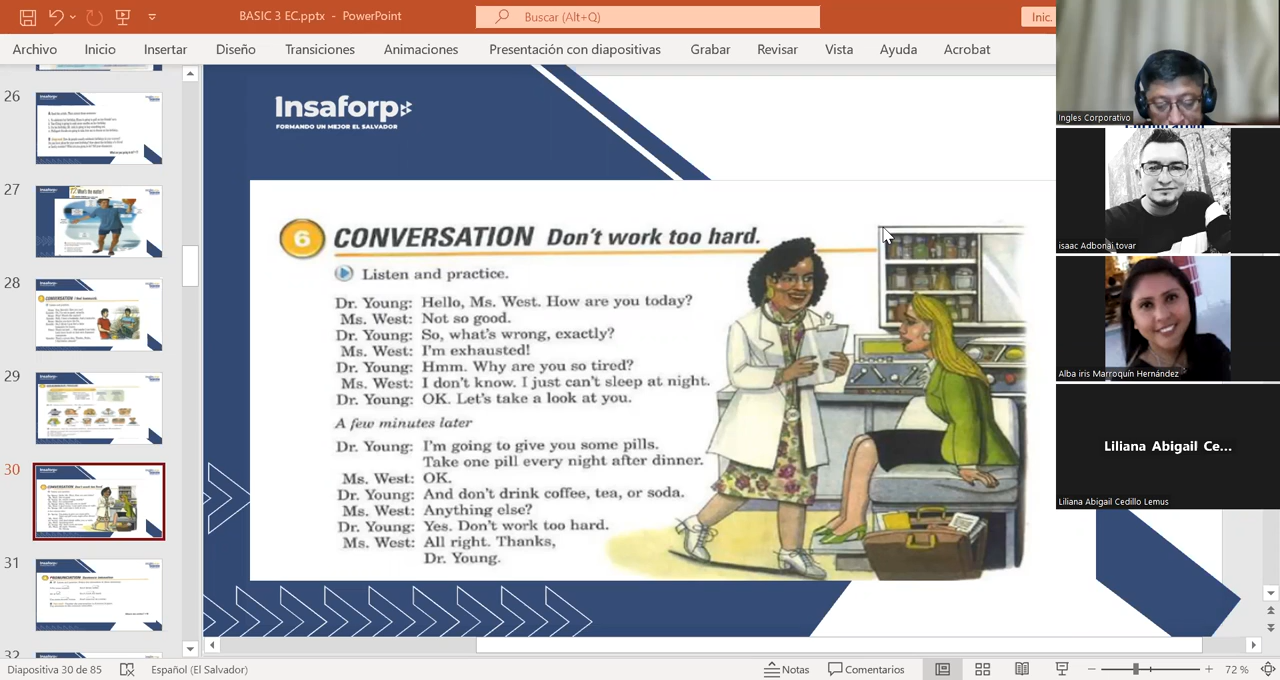 BASIC 3 EC.pptx - PowerPoint
Buscar (Alt+Q)
Inic.
Archivo Inicio Insertar Diseño Transiciones Animaciones Presentación con diapositivas Grabar Revisar Vista Ayuda Acrobat
26
27
28
29
30
31
32
Insaforp
FORMANDO UN MEJOR EL SALVADOR
6 CONVERSATION Don't work too hard.
Listen and practice.
Dr. Young: Hello, Ms. West. How are you today?
Ms. West: Not so good.
Dr. Young: So, what's wrong, exactly?
Ms. West: I'm exhausted!
Dr. Young: Hmm. Why are you so tired?
Ms. West: I don't know. I just can't sleep at night.
Dr. Young: OK. Let's take a look at you.
A few minutes later
Dr. Young: I'm going to give you some pills.
Take one pill every night after dinner.
Ms. West: OK.
Dr. Young: And don't drink coffee, tea, or soda.
Ms. West: Anything else?
Dr. Young: Yes. Don't work too hard.
Ms. West: All right. Thanks,
Dr. Young.
Ingles Corporativo
isaac Adbonai tovar
Alba iris Marroquín Hernández
Liliana Abigail Ce...
Liliana Abigail Cedillo Lemus
Diapositiva 30 de 85 Español (El Salvador) Notas Comentarios 72 %